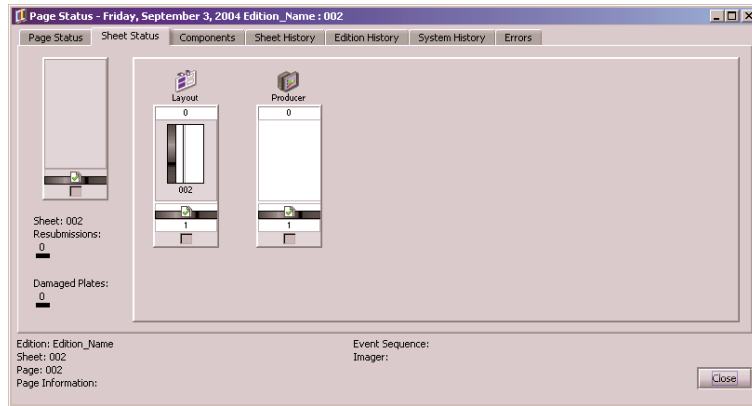 Page Status - Friday, September 3, 2004 Edition_Name : 002
Page Status Sheet Status Components Sheet History Edition History System History Errors
Layout Producer
0 0
002
1 1
Sheet: 002
Resubmissions:
0
Damaged Plates:
0
Edition: Edition_Name Event Sequence:
Sheet: 002 Imager:
Page: 002
Page Information:
Close